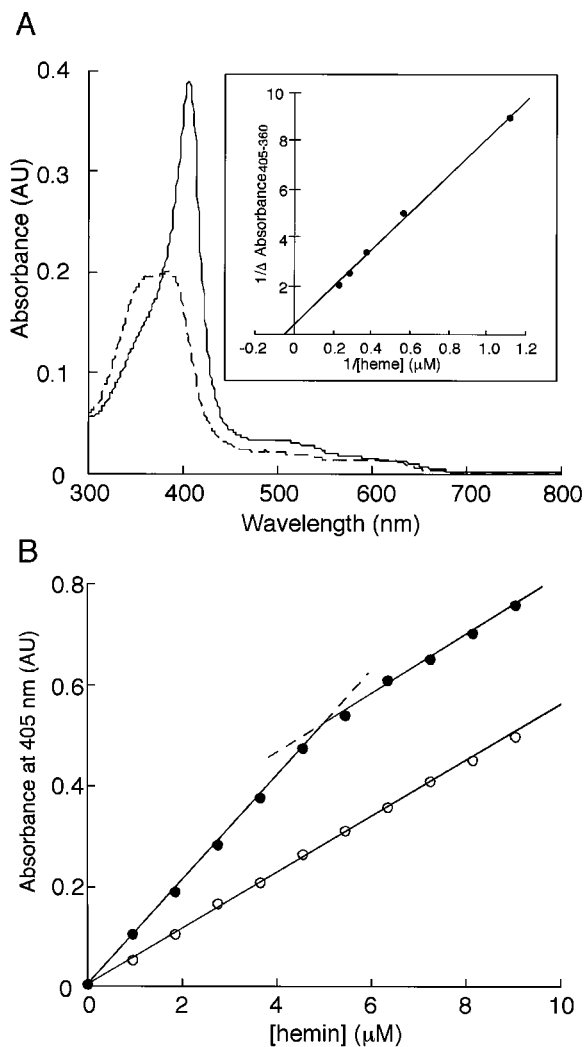 A
Absorbance (AU)
0.4
0.3
0.2
0.1
0
300 400 500 600 700 800
Wavelength (nm)
1/Δ Absorbance405-360
10
8
6
4
2
-0.2 0 0.2 0.4 0.6 0.8 1.0 1.2
1/[heme] (μM)
B
Absorbance at 405 nm (AU)
0.8
0.6
0.4
0.2
0
0 2 4 6 8 10
[hemin] (μM)